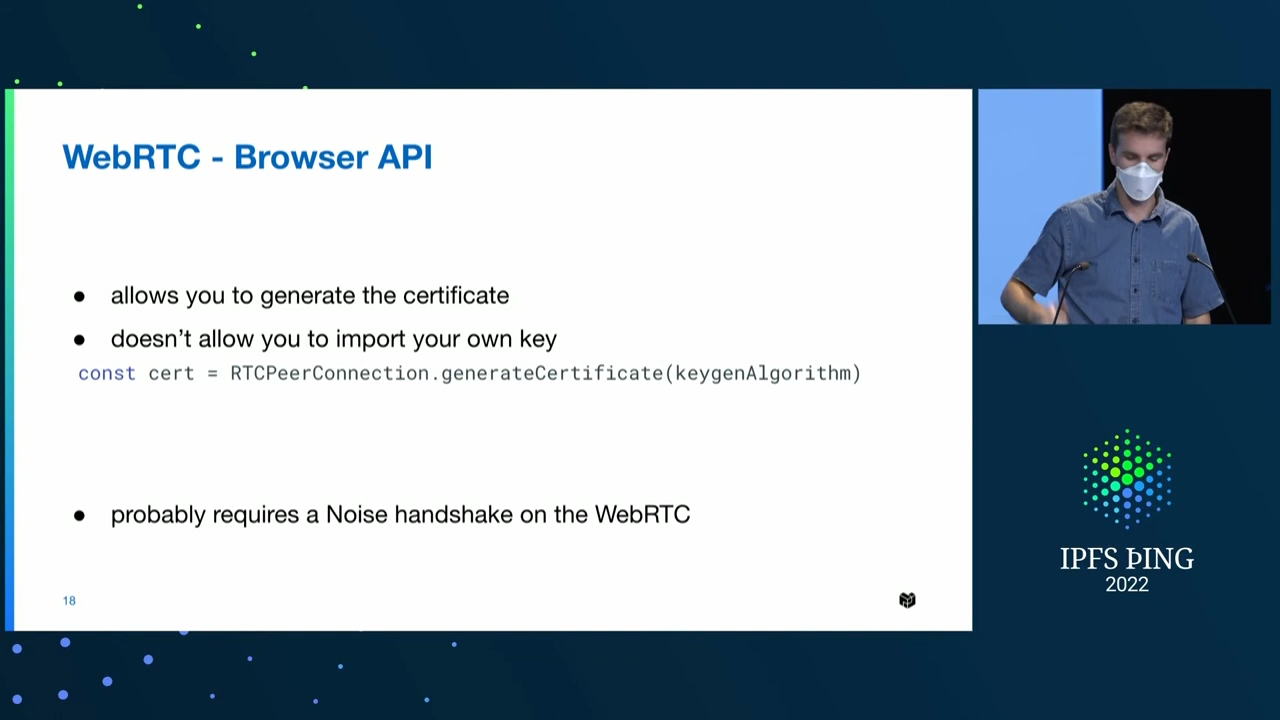 WebRTC - Browser API
● allows you to generate the certificate
● doesn’t allow you to import your own key
const cert = RTCPeerConnection.generateCertificate(keygenAlgorithm)
● probably requires a Noise handshake on the WebRTC
18
IPFS ÞING
2022